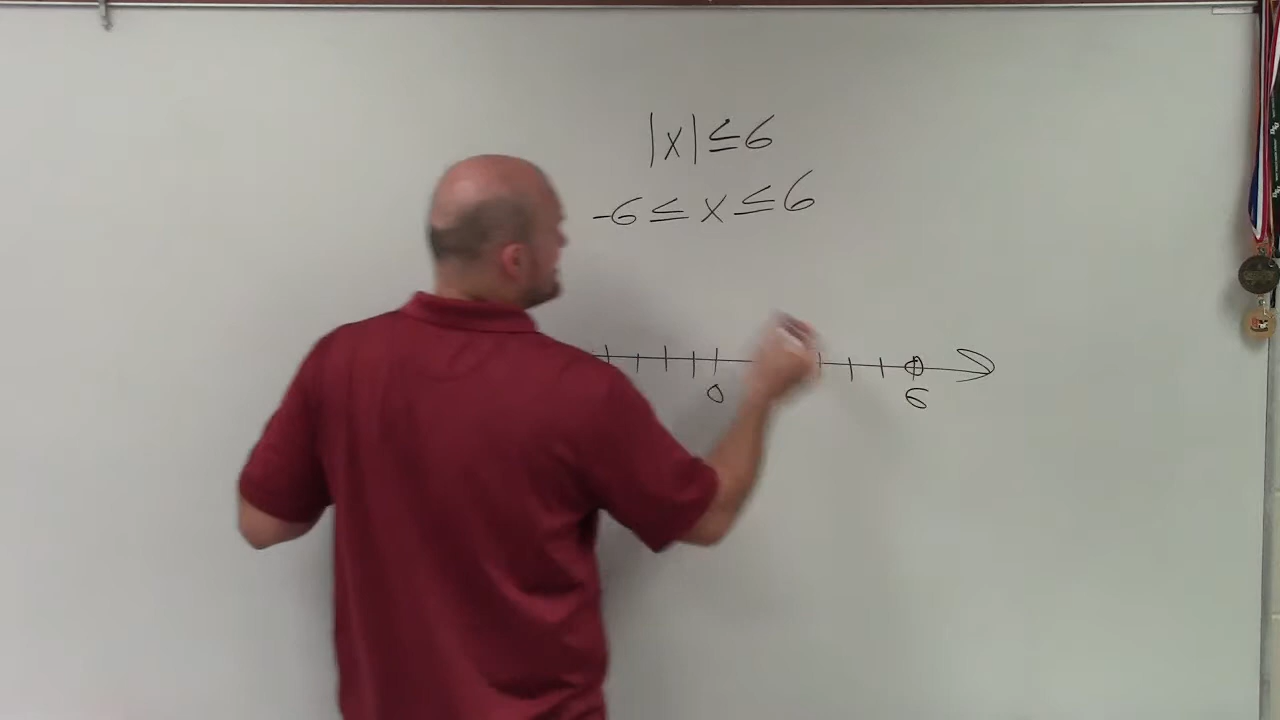 |x| ≤ 6
-6 ≤ x ≤ 6
0 6